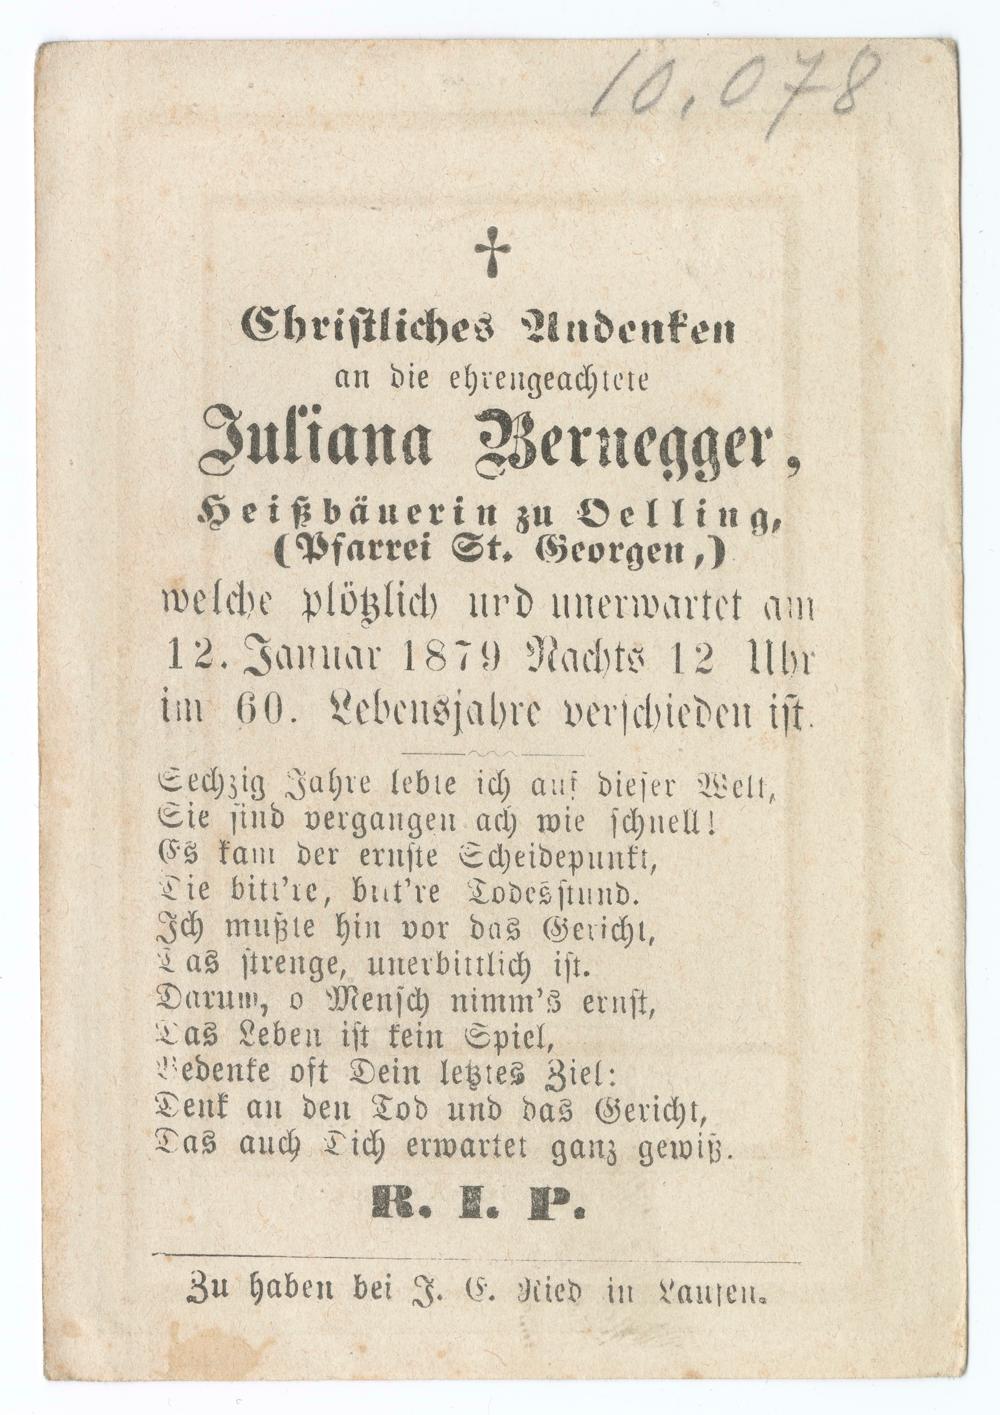 10.078
†
Christliches Andenken
an die ehrengeachtete
Juliana Bernegger,
Heißbäuerin zu Oelling,
(Pfarrei St. Georgen,)
welche plötzlich und unerwartet am
12. Januar 1879 Nachts 12 Uhr
im 60. Lebensjahre verschieden ist.
Sechzig Jahre lebte ich auf dieser Welt,
Sie sind vergangen ach wie schnell!
Es kam der ernste Scheidepunkt,
Die bitt're, bitt're Todesstund.
Ich mußte hin vor das Gericht,
Das strenge, unerbittlich ist.
Darum, o Mensch nimm's ernst,
Das Leben ist kein Spiel,
Bedenke oft Dein letztes Ziel:
Denk an den Tod und das Gericht,
Das auch Dich erwartet ganz gewiß.
R. I. P.
Zu haben bei J. E. Ried in Laufen.